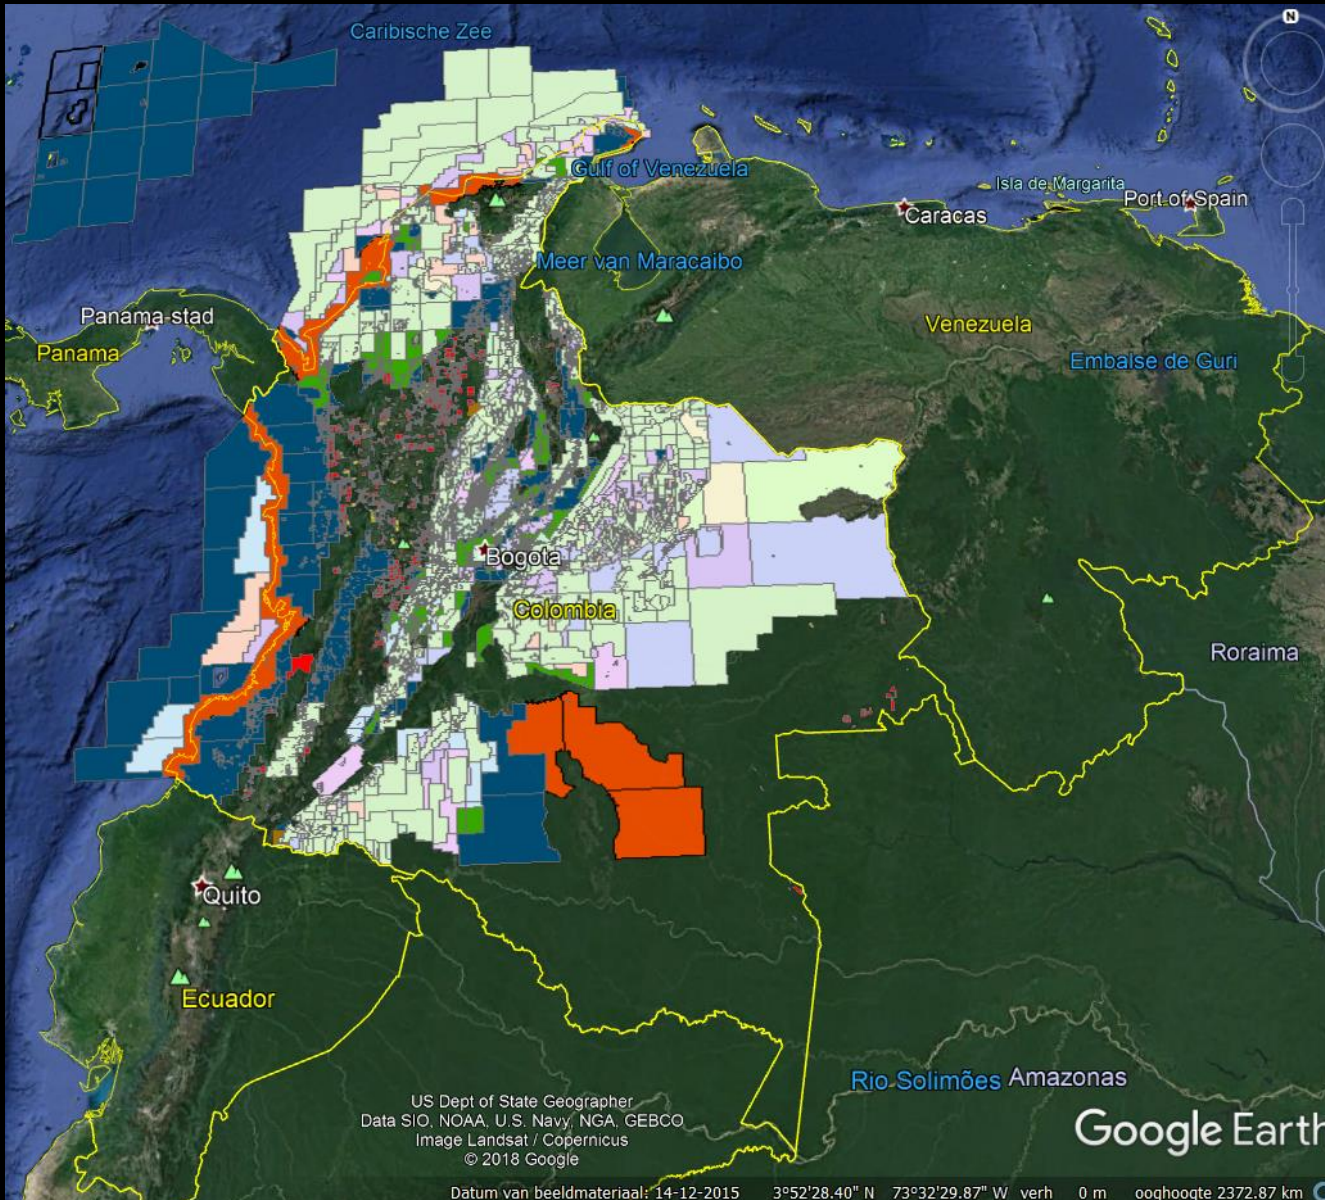 N
Caribische Zee
Gulf of Venezuela
Isla de Margarita
Port of Spain
Caracas
Meer van Maracaibo
Panama-stad
Panama
Venezuela
Embalse de Guri
Bogota
Colombia
Roraima
Quito
Ecuador
Rio Solimões Amazonas
US Dept of State Geographer
Data SIO, NOAA, U.S. Navy, NGA, GEBCO
Image Landsat / Copernicus
© 2018 Google
Google Earth
Datum van beeldmateriaal: 14-12-2015 3°52'28.40" N 73°32'29.87" W verh 0 m ooghoogte 2372.87 km